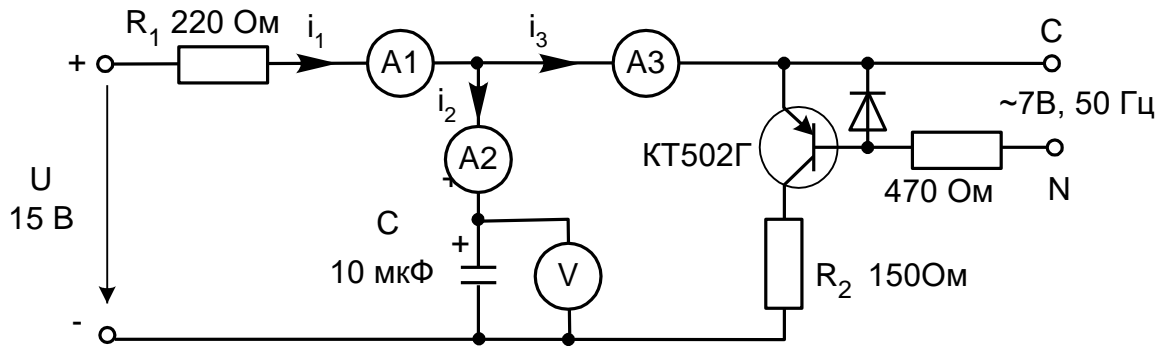 R1 220 Ом
i1
i3
C
+
A1
A3
~7В, 50 Гц
i2
A2
+
КТ502Г
470 Ом
N
U
15 В
C
10 мкФ
+
V
R2 150Ом
-